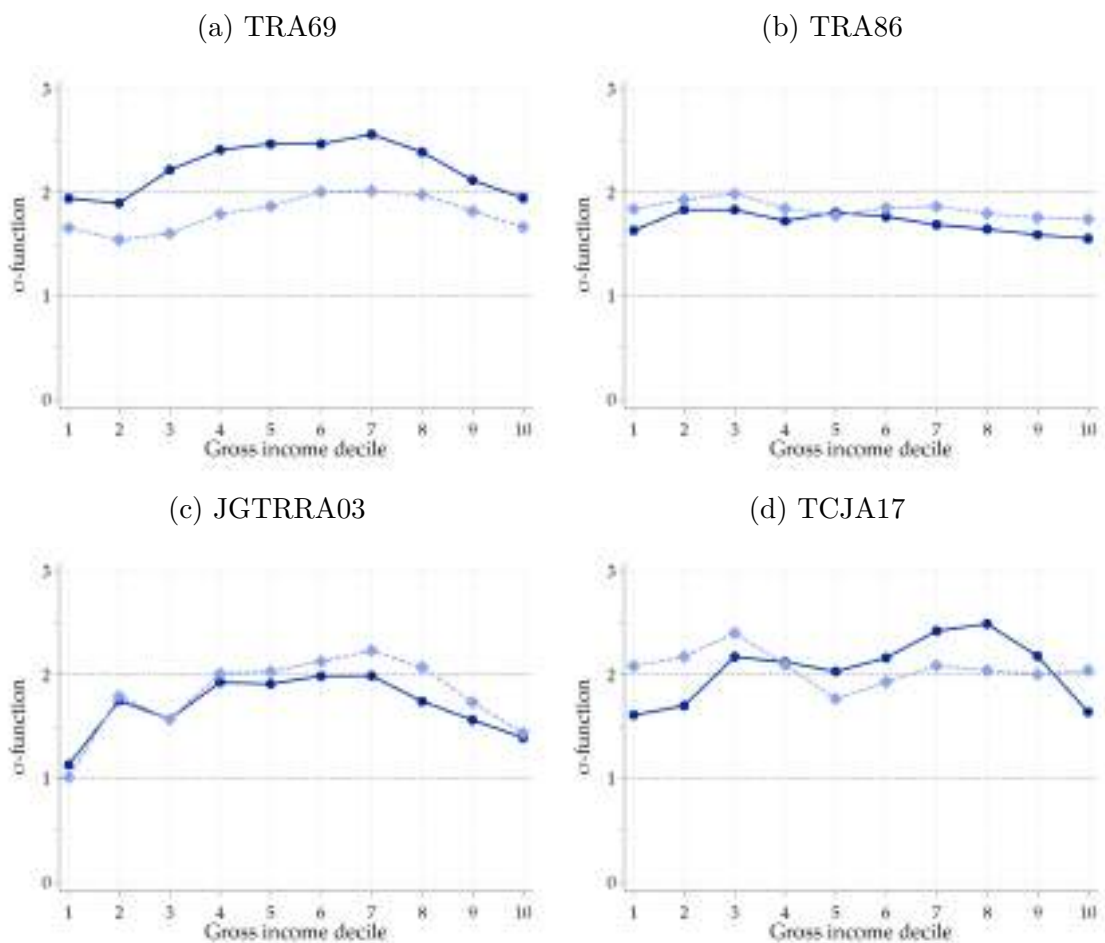 (a) TRA69
3
2
1
0
σ-function
1 2 3 4 5 6 7 8 9 10
Gross income decile
(b) TRA86
3
2
1
0
σ-function
1 2 3 4 5 6 7 8 9 10
Gross income decile
(c) JGTRRA03
3
2
1
0
σ-function
1 2 3 4 5 6 7 8 9 10
Gross income decile
(d) TCJA17
3
2
1
0
σ-function
1 2 3 4 5 6 7 8 9 10
Gross income decile